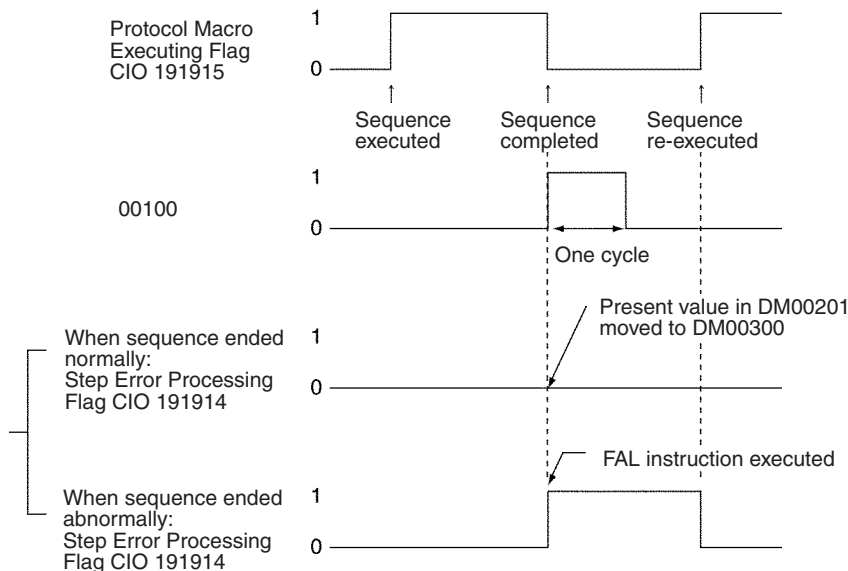 Protocol Macro
Executing Flag
CIO 191915
1
0
Sequence
executed
Sequence
completed
Sequence
re-executed
00100
1
0
One cycle
Present value in DM00201
moved to DM00300
When sequence ended
normally:
Step Error Processing
Flag CIO 191914
1
0
FAL instruction executed
When sequence ended
abnormally:
Step Error Processing
Flag CIO 191914
1
0